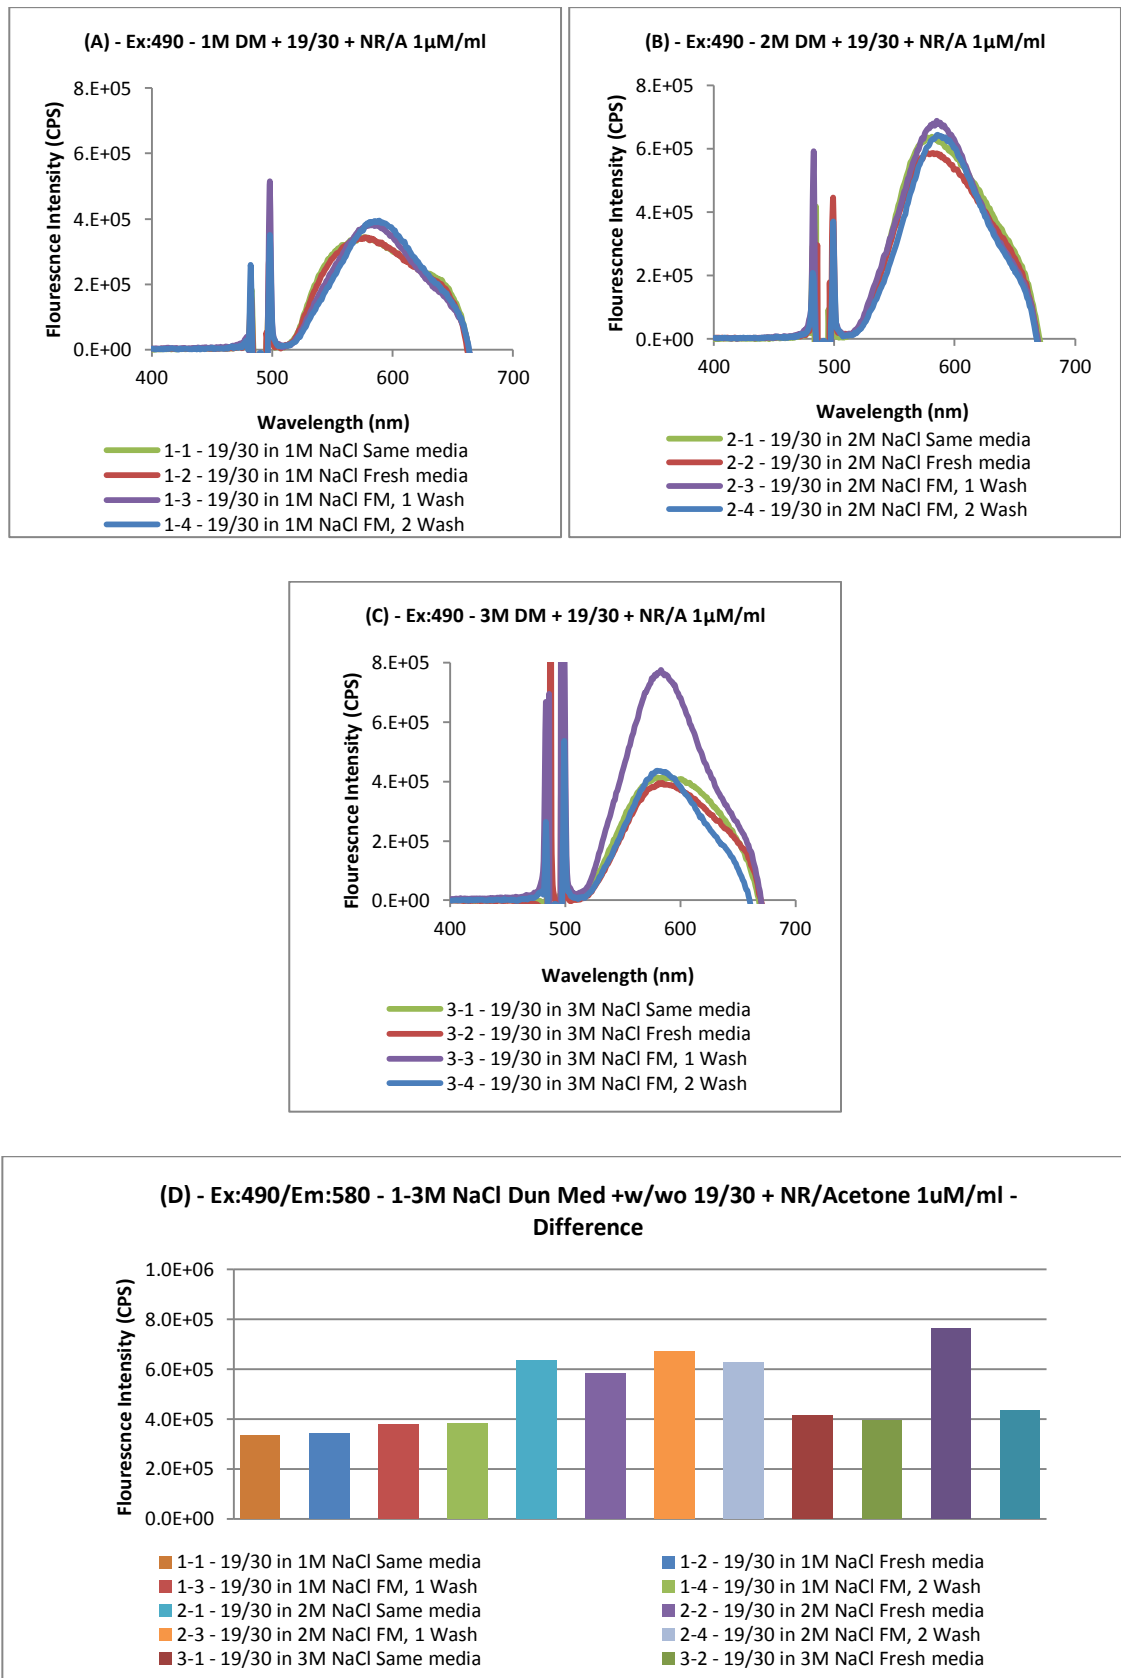 (A) - Ex:490 - 1M DM + 19/30 + NR/A 1µM/ml
Flourescnce Intensity (CPS)
8.E+05
6.E+05
4.E+05
2.E+05
0.E+00
400 500 600 700
Wavelength (nm)
1-1 - 19/30 in 1M NaCl Same media
1-2 - 19/30 in 1M NaCl Fresh media
1-3 - 19/30 in 1M NaCl FM, 1 Wash
1-4 - 19/30 in 1M NaCl FM, 2 Wash
(B) - Ex:490 - 2M DM + 19/30 + NR/A 1µM/ml
Flourescnce Intensity (CPS)
8.E+05
6.E+05
4.E+05
2.E+05
0.E+00
400 500 600 700
Wavelength (nm)
2-1 - 19/30 in 2M NaCl Same media
2-2 - 19/30 in 2M NaCl Fresh media
2-3 - 19/30 in 2M NaCl FM, 1 Wash
2-4 - 19/30 in 2M NaCl FM, 2 Wash
(C) - Ex:490 - 3M DM + 19/30 + NR/A 1µM/ml
Flourescnce Intensity (CPS)
8.E+05
6.E+05
4.E+05
2.E+05
0.E+00
400 500 600 700
Wavelength (nm)
3-1 - 19/30 in 3M NaCl Same media
3-2 - 19/30 in 3M NaCl Fresh media
3-3 - 19/30 in 3M NaCl FM, 1 Wash
3-4 - 19/30 in 3M NaCl FM, 2 Wash
(D) - Ex:490/Em:580 - 1-3M NaCl Dun Med +w/wo 19/30 + NR/Acetone 1uM/ml -
Difference
Flourescnce Intensity (CPS)
1.0E+06
8.0E+05
6.0E+05
4.0E+05
2.0E+05
0.0E+00
1-1 - 19/30 in 1M NaCl Same media
1-2 - 19/30 in 1M NaCl Fresh media
1-3 - 19/30 in 1M NaCl FM, 1 Wash
1-4 - 19/30 in 1M NaCl FM, 2 Wash
2-1 - 19/30 in 2M NaCl Same media
2-2 - 19/30 in 2M NaCl Fresh media
2-3 - 19/30 in 2M NaCl FM, 1 Wash
2-4 - 19/30 in 2M NaCl FM, 2 Wash
3-1 - 19/30 in 3M NaCl Same media
3-2 - 19/30 in 3M NaCl Fresh media